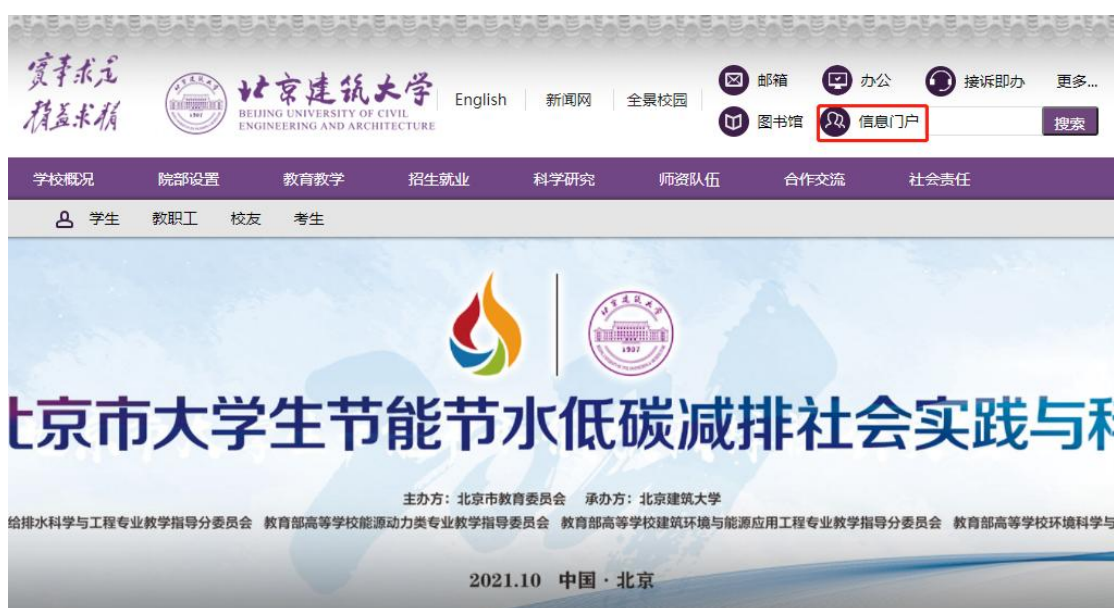 实事求是
精益求精
北京建筑大学
BEIJING UNIVERSITY OF CIVIL
ENGINEERING AND ARCHITECTURE
English 新闻网 全景校园
邮箱 办公 接诉即办 更多...
图书馆 信息门户 搜索
学校概况 院部设置 教育教学 招生就业 科学研究 师资队伍 合作交流 社会责任
学生 教职工 校友 考生
北京建筑大学
1907
北京市大学生节能节水低碳减排社会实践与科
主办方：北京市教育委员会 承办方：北京建筑大学
给排水科学与工程专业教学指导分委员会 教育部高等学校能源动力类专业教学指导委员会 教育部高等学校建筑环境与能源应用工程专业教学指导分委员会 教育部高等学校环境科学与
2021.10 中国·北京